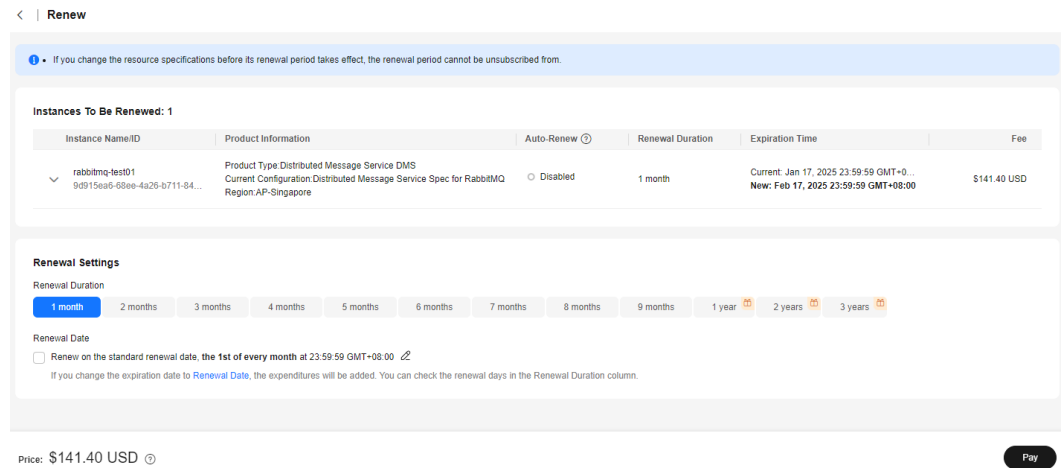 Renew
If you change the resource specifications before its renewal period takes effect, the renewal period cannot be unsubscribed from.
Instances To Be Renewed: 1
Instance Name/ID Product Information Auto-Renew Renewal Duration Expiration Time Fee
rabbitmq-test01
9d915ea6-68ee-4a26-b711-84...
Product Type:Distributed Message Service DMS
Current Configuration:Distributed Message Service Spec for RabbitMQ
Region:AP-Singapore
Disabled
1 month
Current: Jan 17, 2025 23:59:59 GMT+0...
New: Feb 17, 2025 23:59:59 GMT+08:00
$141.40 USD
Renewal Settings
Renewal Duration
1 month 2 months 3 months 4 months 5 months 6 months 7 months 8 months 9 months 1 year 2 years 3 years
Renewal Date
Renew on the standard renewal date, the 1st of every month at 23:59:59 GMT+08:00
If you change the expiration date to Renewal Date, the expenditures will be added. You can check the renewal days in the Renewal Duration column.
Price: $141.40 USD
Pay